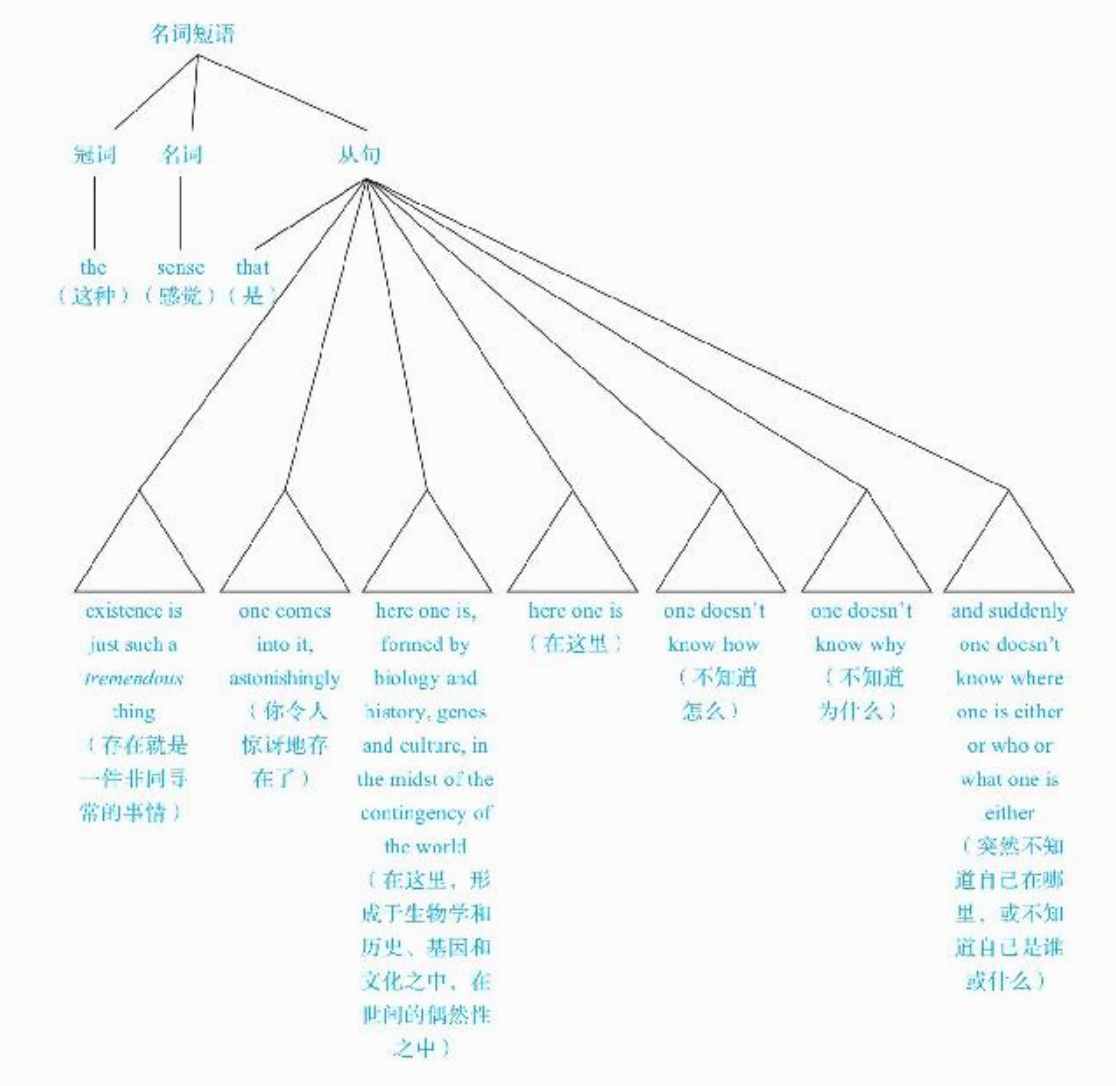 名词短语
冠词 名词 从句
the sense that
（这种）（感觉）（是）
existence is
just such a
tremendous
thing
（存在就是
一件非同寻
常的事情）
one comes
into it,
astonishingly
（你令人
惊讶地存
在了）
here one is,
formed by
biology and
history, genes
and culture, in
the midst of the
contingency of
the world
（在这里，形
成于生物学和
历史、基因和
文化之中，在
世间的偶然性
之中）
here one is
（在这里）
one doesn't
know how
（不知道
怎么）
one doesn't
know why
（不知道
为什么）
and suddenly
one doesn't
know where
one is either
or who or
what one is
either
（突然不知
道自己在哪
里，或不知
道自己是谁
或什么）